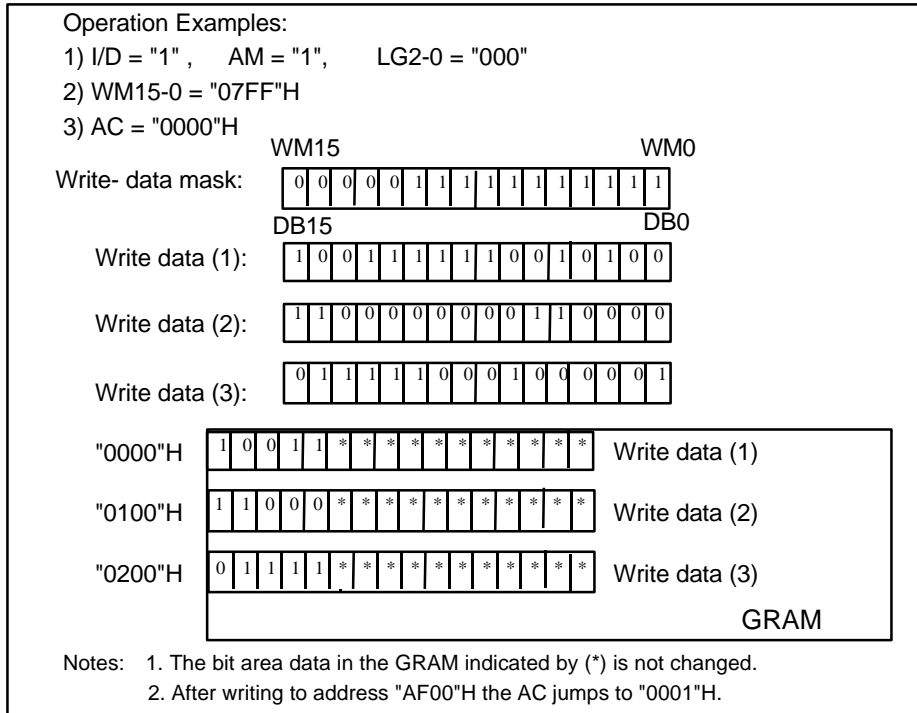 Operation Examples:
1) I/D = "1" , AM = "1", LG2-0 = "000"
2) WM15-0 = "07FF"H
3) AC = "0000"H
WM15 WM0
Write- data mask: 0 0 0 0 0 1 1 1 1 1 1 1 1 1 1 1
DB15 DB0
Write data (1): 1 0 0 1 1 1 1 1 1 0 0 1 0 1 0 0
Write data (2): 1 1 0 0 0 0 0 0 0 0 1 1 0 0 0 0
Write data (3): 0 1 1 1 1 1 0 0 0 1 0 0 0 0 0 1
"0000"H 1 0 0 1 1 * * * * * * * * * * * Write data (1)
"0100"H 1 1 0 0 0 * * * * * * * * * * * Write data (2)
"0200"H 0 1 1 1 1 * * * * * * * * * * * Write data (3)
GRAM
Notes: 1. The bit area data in the GRAM indicated by (*) is not changed.
2. After writing to address "AF00"H the AC jumps to "0001"H.